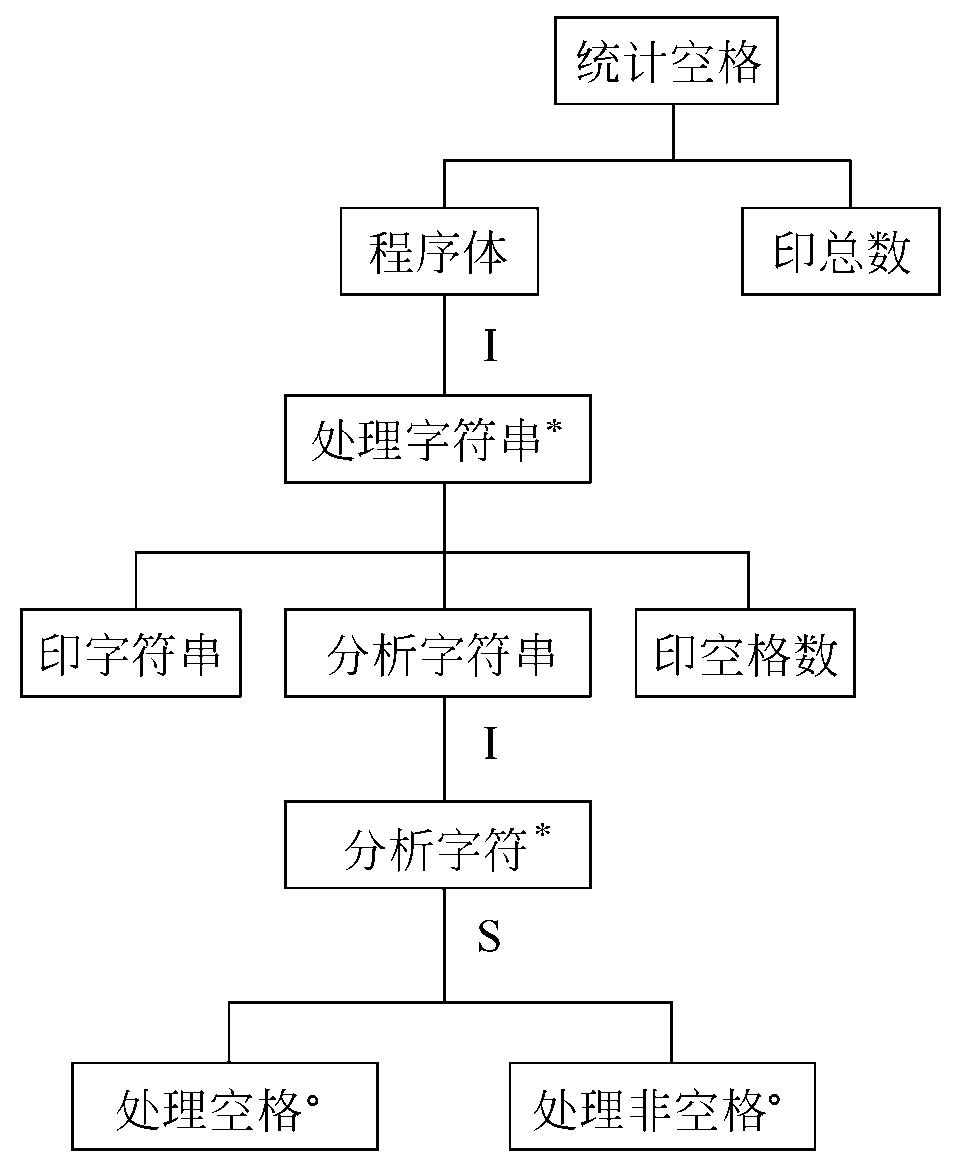 统计空格
程序体
印总数
I
处理字符串*
印字符串
分析字符串
印空格数
I
分析字符*
S
处理空格°
处理非空格°